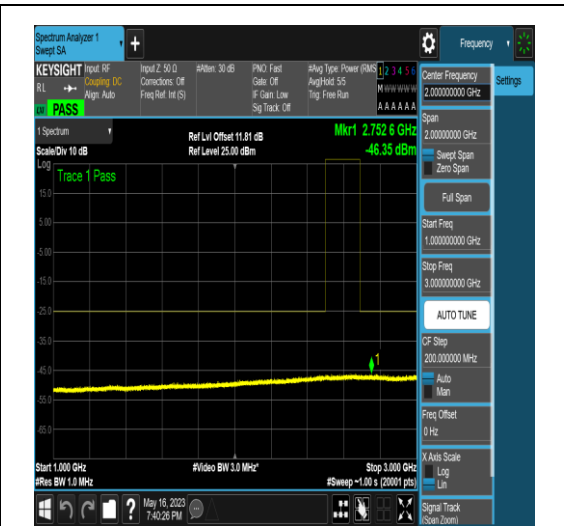 Spectrum Analyzer 1
Swept SA
Frequency
KEYSIGHT
Input: RF
Coupling: DC
Align: Auto
Input Z: 50 Ω
Corrections: Off
Freq Ref: Int (S)
#Atten: 30 dB
PNO: Fast
Gate: Off
IF Gain: Low
Sig Track: Off
#Avg Type: Power (RMS
Avg|Hold: 5/5
Trig: Free Run
1 2 3 4 5 6
M W W W W W
A A A A A A
RL
PASS
1 Spectrum
Scale/Div 10 dB
Ref Lvl Offset 11.81 dB
Ref Level 25.00 dBm
Mkr1 2.752 6 GHz
-46.35 dBm
Log
Trace 1 Pass
15.0
5.00
-5.00
-15.0
-25.0
-35.0
-45.0
-55.0
-65.0
1
Start 1.000 GHz
#Res BW 1.0 MHz
#Video BW 3.0 MHz*
Stop 3.000 GHz
#Sweep ~1.00 s (20001 pts)
May 16, 2023
7:40:26 PM
Center Frequency
2.000000000 GHz
Settings
Span
2.00000000 GHz
Swept Span
Zero Span
Full Span
Start Freq
1.000000000 GHz
Stop Freq
3.000000000 GHz
AUTO TUNE
CF Step
200.000000 MHz
Auto
Man
Freq Offset
0 Hz
X Axis Scale
Log
Lin
Signal Track
(Span Zoom)